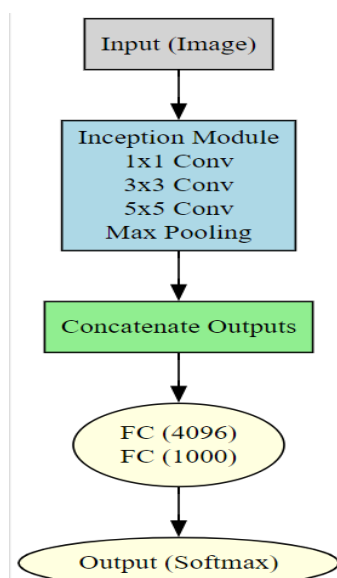 Input (Image)
Inception Module
1x1 Conv
3x3 Conv
5x5 Conv
Max Pooling
Concatenate Outputs
FC (4096)
FC (1000)
Output (Softmax)